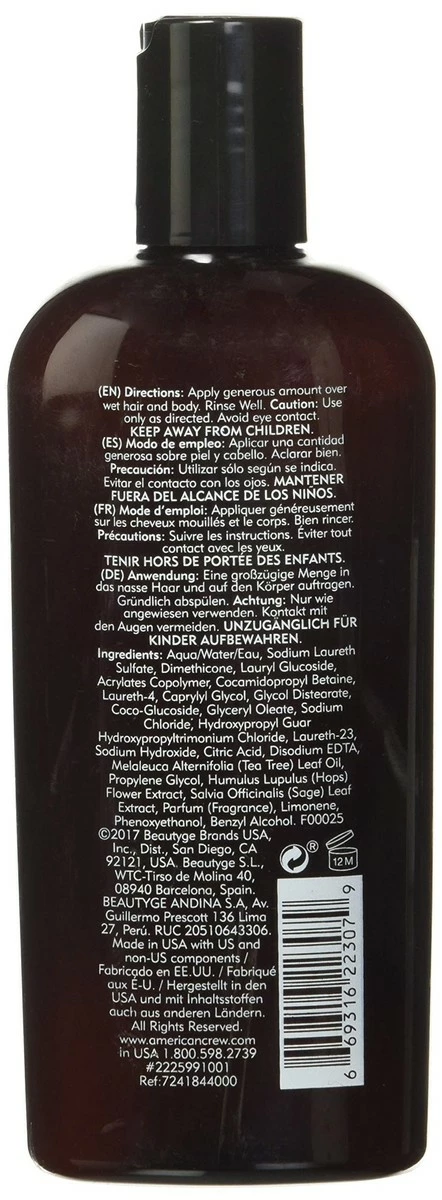 (EN) Directions: Apply generous amount over
wet hair and body. Rinse Well. Caution: Use
only as directed. Avoid eye contact.
KEEP AWAY FROM CHILDREN.
(ES) Modo de empleo: Aplicar una cantidad
generosa sobre piel y cabello. Aclarar bien.
Precaución: Utilizar sólo según se indica.
Evitar el contacto con los ojos. MANTENER
FUERA DEL ALCANCE DE LOS NIÑOS.
(FR) Mode d'emploi: Appliquer généreusement
sur les cheveux mouillés et le corps. Bien rincer.
Précautions: Suivre les instructions. Éviter tout
contact avec les yeux.
TENIR HORS DE PORTÉE DES ENFANTS.
(DE) Anwendung: Eine großzügige Menge in
das nasse Haar und auf den Körper auftragen.
Gründlich abspülen. Achtung: Nur wie
angewiesen verwenden. Kontakt mit
den Augen vermeiden. UNZUGÄNGLICH FÜR
KINDER AUFBEWAHREN.
Ingredients: Aqua/Water/Eau, Sodium Laureth
Sulfate, Dimethicone, Lauryl Glucoside,
Acrylates Copolymer, Cocamidopropyl Betaine,
Laureth-4, Caprylyl Glycol, Glycol Distearate,
Coco-Glucoside, Glyceryl Oleate, Sodium
Chloride, Hydroxypropyl Guar
Hydroxypropyltrimonium Chloride, Laureth-23,
Sodium Hydroxide, Citric Acid, Disodium EDTA,
Melaleuca Alternifolia (Tea Tree) Leaf Oil,
Propylene Glycol, Humulus Lupulus (Hops)
Flower Extract, Salvia Officinalis (Sage) Leaf
Extract, Parfum (Fragrance), Limonene,
Phenoxyethanol, Benzyl Alcohol. F00025
©2017 Beautyge Brands USA,
Inc., Dist., San Diego, CA
92121, USA. Beautyge S.L.,
WTC-Tirso de Molina 40,
08940 Barcelona, Spain.
BEAUTYGE ANDINA S.A, Av.
Guillermo Prescott 136 Lima
27, Perú. RUC 20510643306.
Made in USA with US and
non-US components /
Fabricado en EE.UU. / Fabriqué
aux É-U. / Hergestellt in den
USA und mit Inhaltsstoffen
auch aus anderen Ländern.
All Rights Reserved.
www.americancrew.com
in USA 1.800.598.2739
#2225991001
Ref:7241844000
®
12M
6 69316 22307 9